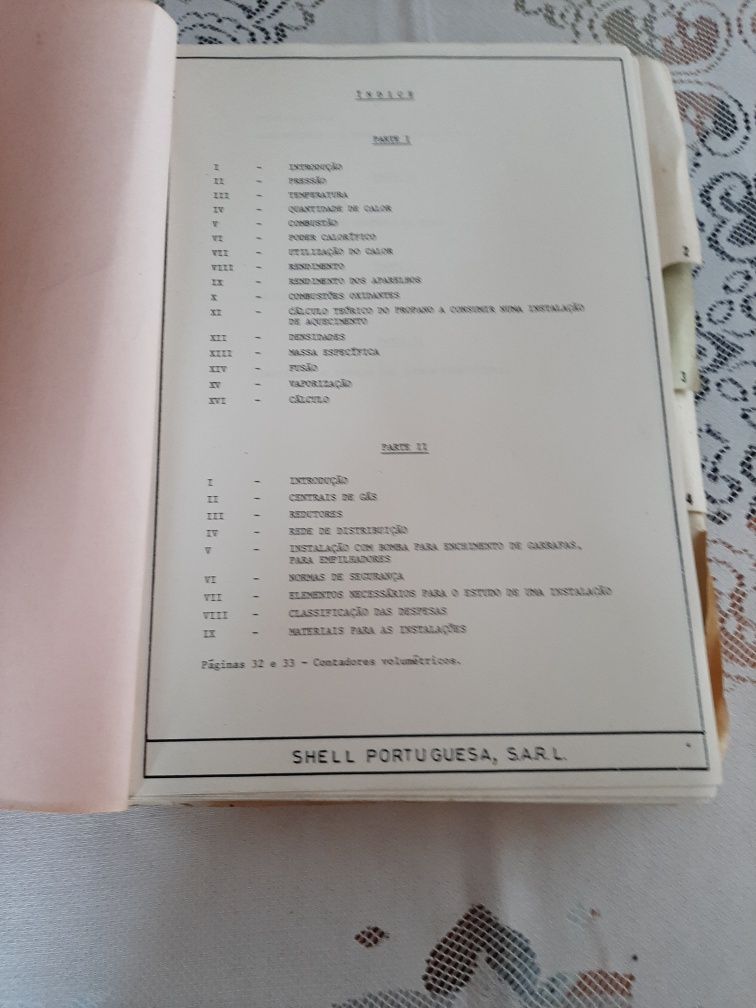 ÍNDICE
PARTE I
I - INTRODUÇÃO
II - PRESSÃO
III - TEMPERATURA
IV - QUANTIDADE DE CALOR
V - COMBUSTÃO
VI - PODER CALORÍFICO
VII - UTILIZAÇÃO DO CALOR
VIII - RENDIMENTO
IX - RENDIMENTO DOS APARELHOS
X - COMBUSTÕES OXIDANTES
XI - CÁLCULO TEÓRICO DO PROPANO A CONSUMIR NUMA INSTALAÇÃO
DE AQUECIMENTO
XII - DENSIDADES
XIII - MASSA ESPECÍFICA
XIV - FUSÃO
XV - VAPORIZAÇÃO
XVI - CÁLCULO
PARTE II
I - INTRODUÇÃO
II - CENTRAIS DE GÁS
III - REDUTORES
IV - REDE DE DISTRIBUIÇÃO
V - INSTALAÇÃO COM BOMBA PARA ENCHIMENTO DE GARRAFAS,
PARA EMPILHADORES
VI - NORMAS DE SEGURANÇA
VII - ELEMENTOS NECESSÁRIOS PARA O ESTUDO DE UMA INSTALAÇÃO
VIII - CLASSIFICAÇÃO DAS DESPESAS
IX - MATERIAIS PARA AS INSTALAÇÕES
Páginas 32 e 33 - Contadores volumétricos.
SHELL PORTUGUESA, S.A.R.L.
2
3
4